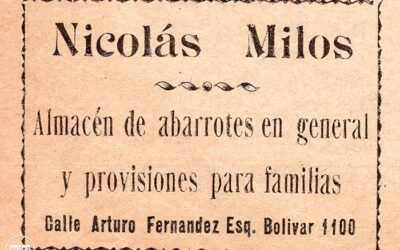 Nicolás Milos
Almacén de abarrotes en general
y provisiones para familias
Calle Arturo Fernandez Esq. Bolivar 1100